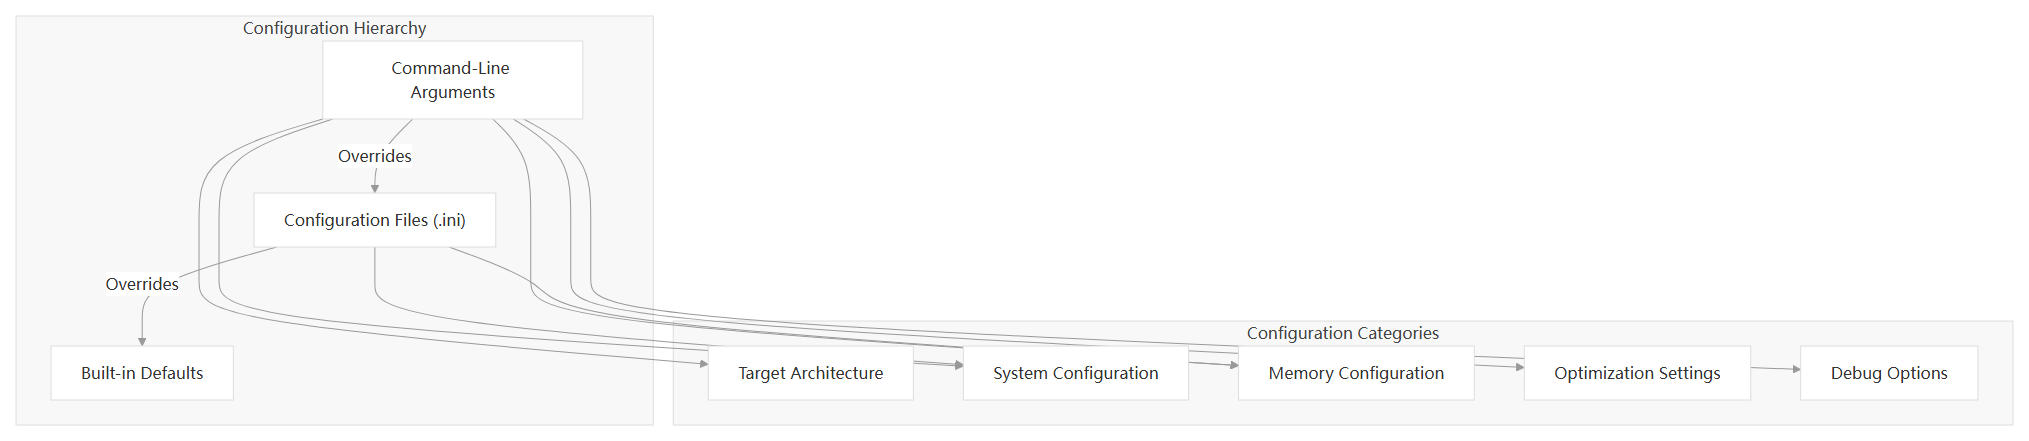 Configuration Hierarchy
Command-Line
Arguments
Overrides
Configuration Files (.ini)
Overrides
Built-in Defaults
Configuration Categories
Target Architecture
System Configuration
Memory Configuration
Optimization Settings
Debug Options